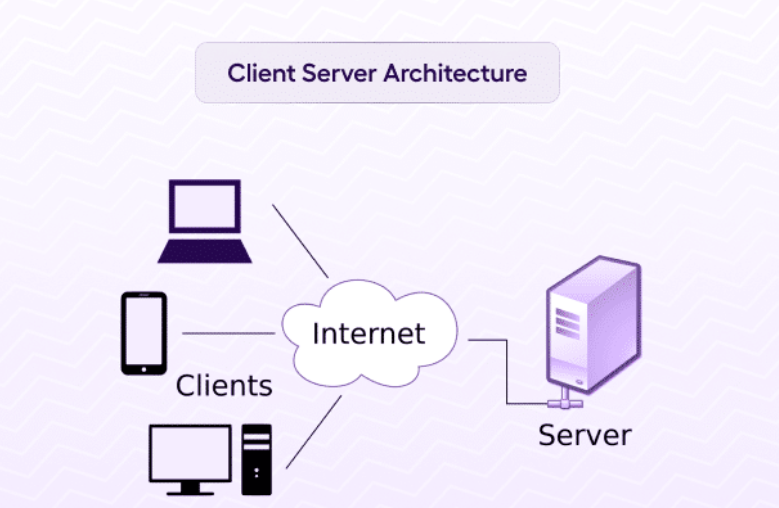 Client Server Architecture
Internet
Clients
Server